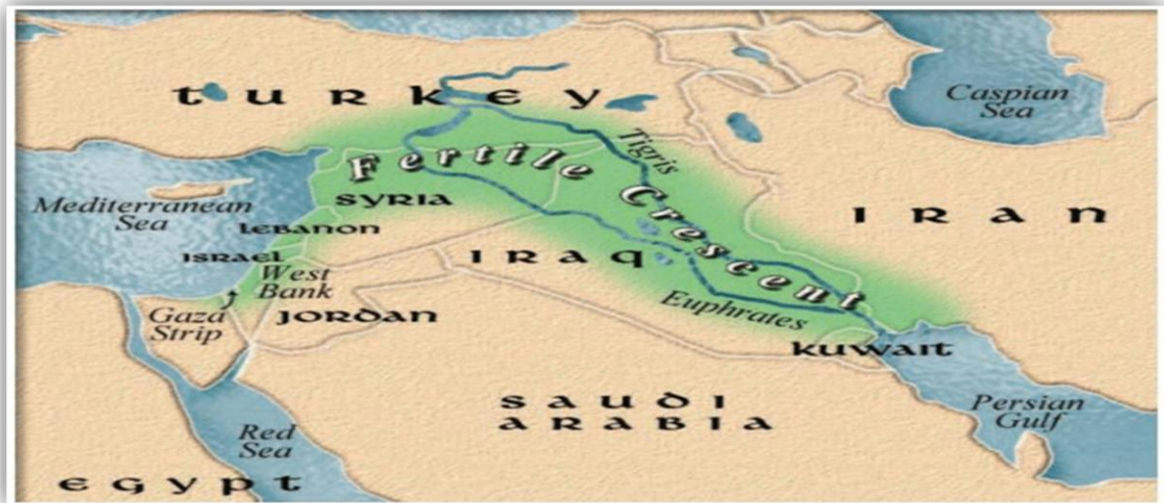 TURKEY
Caspian
Sea
Tigris
Fertile Crescent
SYRIA
Mediterranean
Sea
LEBANON
IRAN
ISRAEL
IRAQ
West
Bank
Gaza
Strip
JORDAN
Euphrates
KUWAIT
SAUDI
ARABIA
Persian
Gulf
Red
Sea
EGYPT